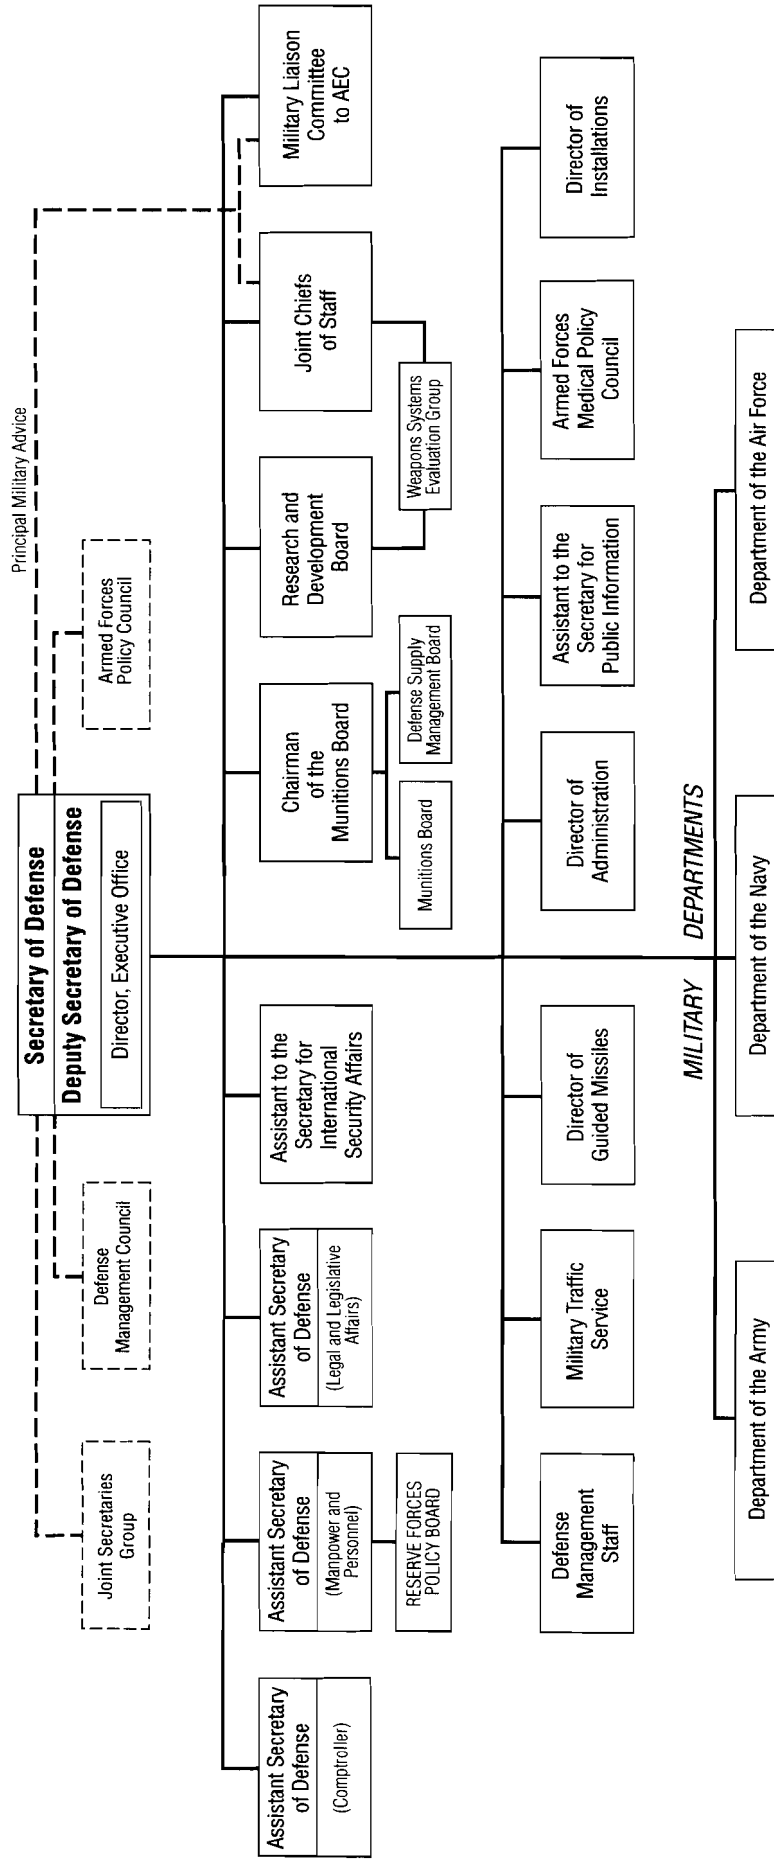 Principal Military Advice
Secretary of Defense
Deputy Secretary of Defense
Director, Executive Office
Joint Secretaries
Group
Defense
Management Council
Armed Forces
Policy Council
Assistant Secretary
of Defense
(Comptroller)
Assistant Secretary
of Defense
(Manpower and
Personnel)
RESERVE FORCES
POLICY BOARD
Assistant Secretary
of Defense
(Legal and Legislative
Affairs)
Assistant to the
Secretary for
International
Security Affairs
Chairman
of the
Munitions Board
Munitions Board
Defense Supply
Management Board
Research and
Development
Board
Weapons Systems
Evaluation Group
Joint Chiefs
of Staff
Military Liaison
Committee
to AEC
Defense
Management
Staff
Military Traffic
Service
Director of
Guided Missiles
Director of
Administration
Assistant to the
Secretary for
Public Information
Armed Forces
Medical Policy
Council
Director of
Installations
MILITARY DEPARTMENTS
Department of the Army
Department of the Navy
Department of the Air Force